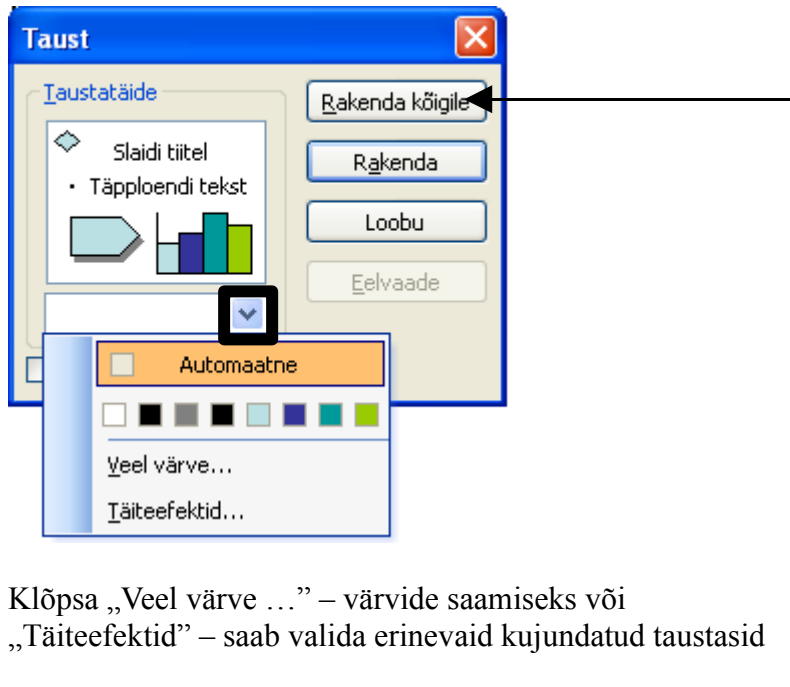 Taust
Taustatäide
Rakenda kõigile
Slaidi tiitel
Rakenda
• Täpploendi tekst
Loobu
Eelvaade
Automaatne
Veel värve...
Täiteefektid...
Klõpsa „Veel värve …” – värvide saamiseks või
„Täiteefektid” – saab valida erinevaid kujundatud taustasid